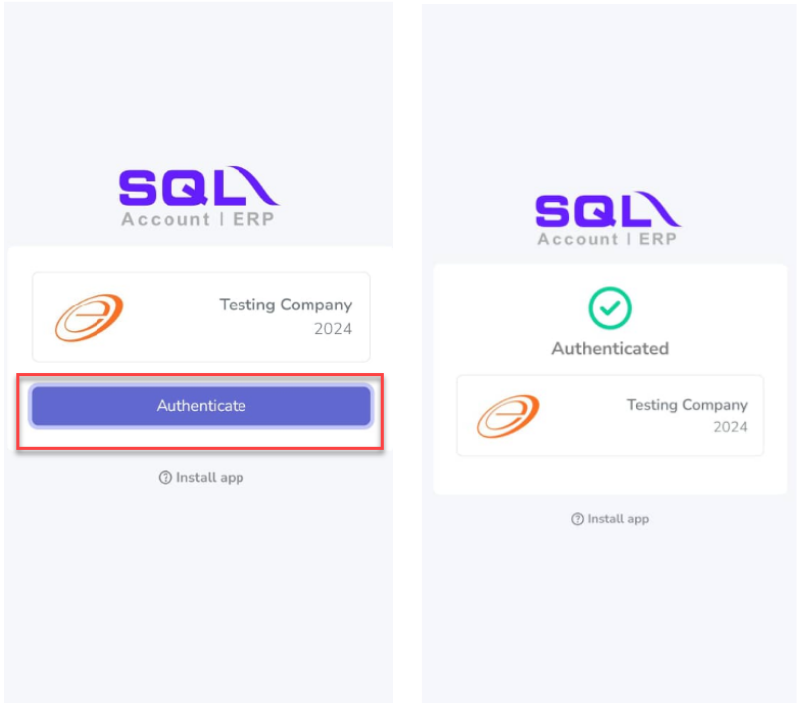 SQL
Account | ERP
Testing Company
2024
Authenticate
Install app
SQL
Account | ERP
Authenticated
Testing Company
2024
Install app